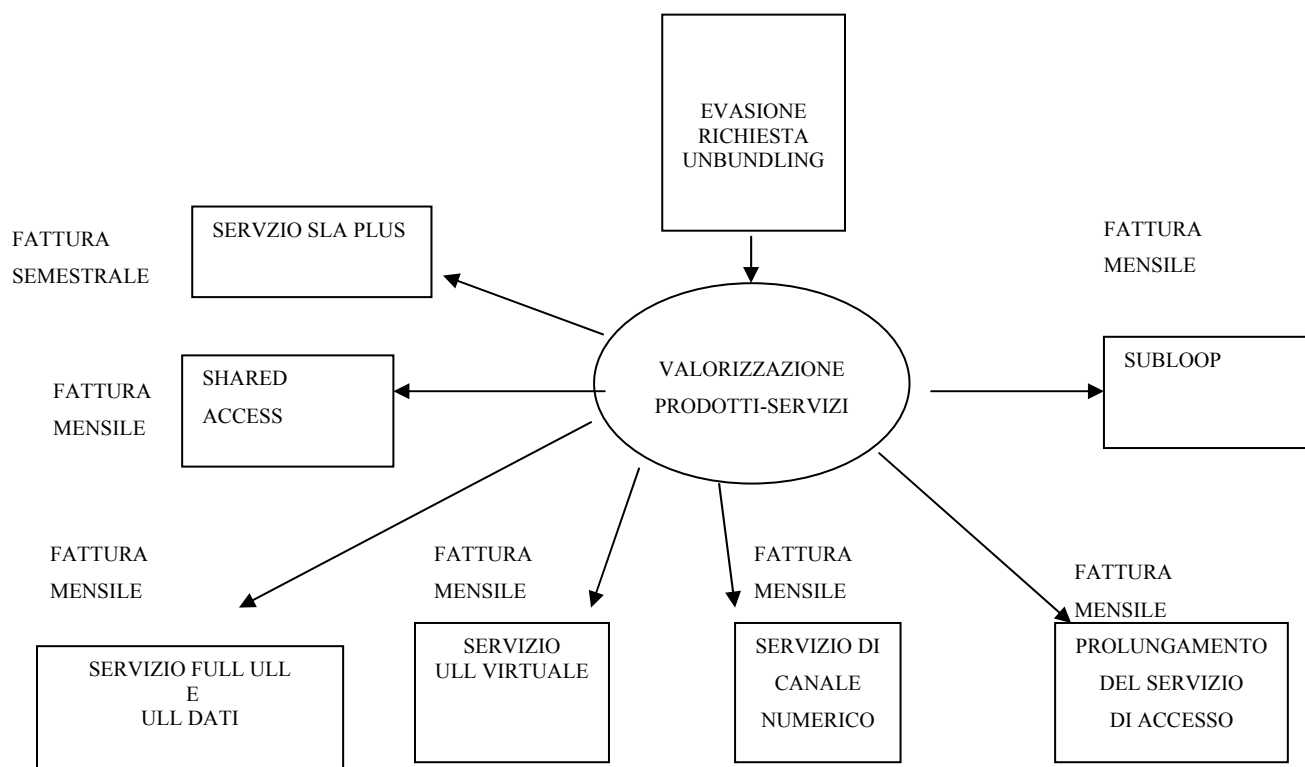 EVASIONE
RICHIESTA
UNBUNDLING
FATTURA
SEMESTRALE
SERVZIO SLA PLUS
FATTURA
MENSILE
FATTURA
MENSILE
SHARED
ACCESS
VALORIZZAZIONE
PRODOTTI-SERVIZI
SUBLOOP
FATTURA
MENSILE
FATTURA
MENSILE
FATTURA
MENSILE
FATTURA
MENSILE
SERVIZIO FULL ULL
E
ULL DATI
SERVIZIO
ULL VIRTUALE
SERVIZIO DI
CANALE
NUMERICO
PROLUNGAMENTO
DEL SERVIZIO
DI ACCESSO